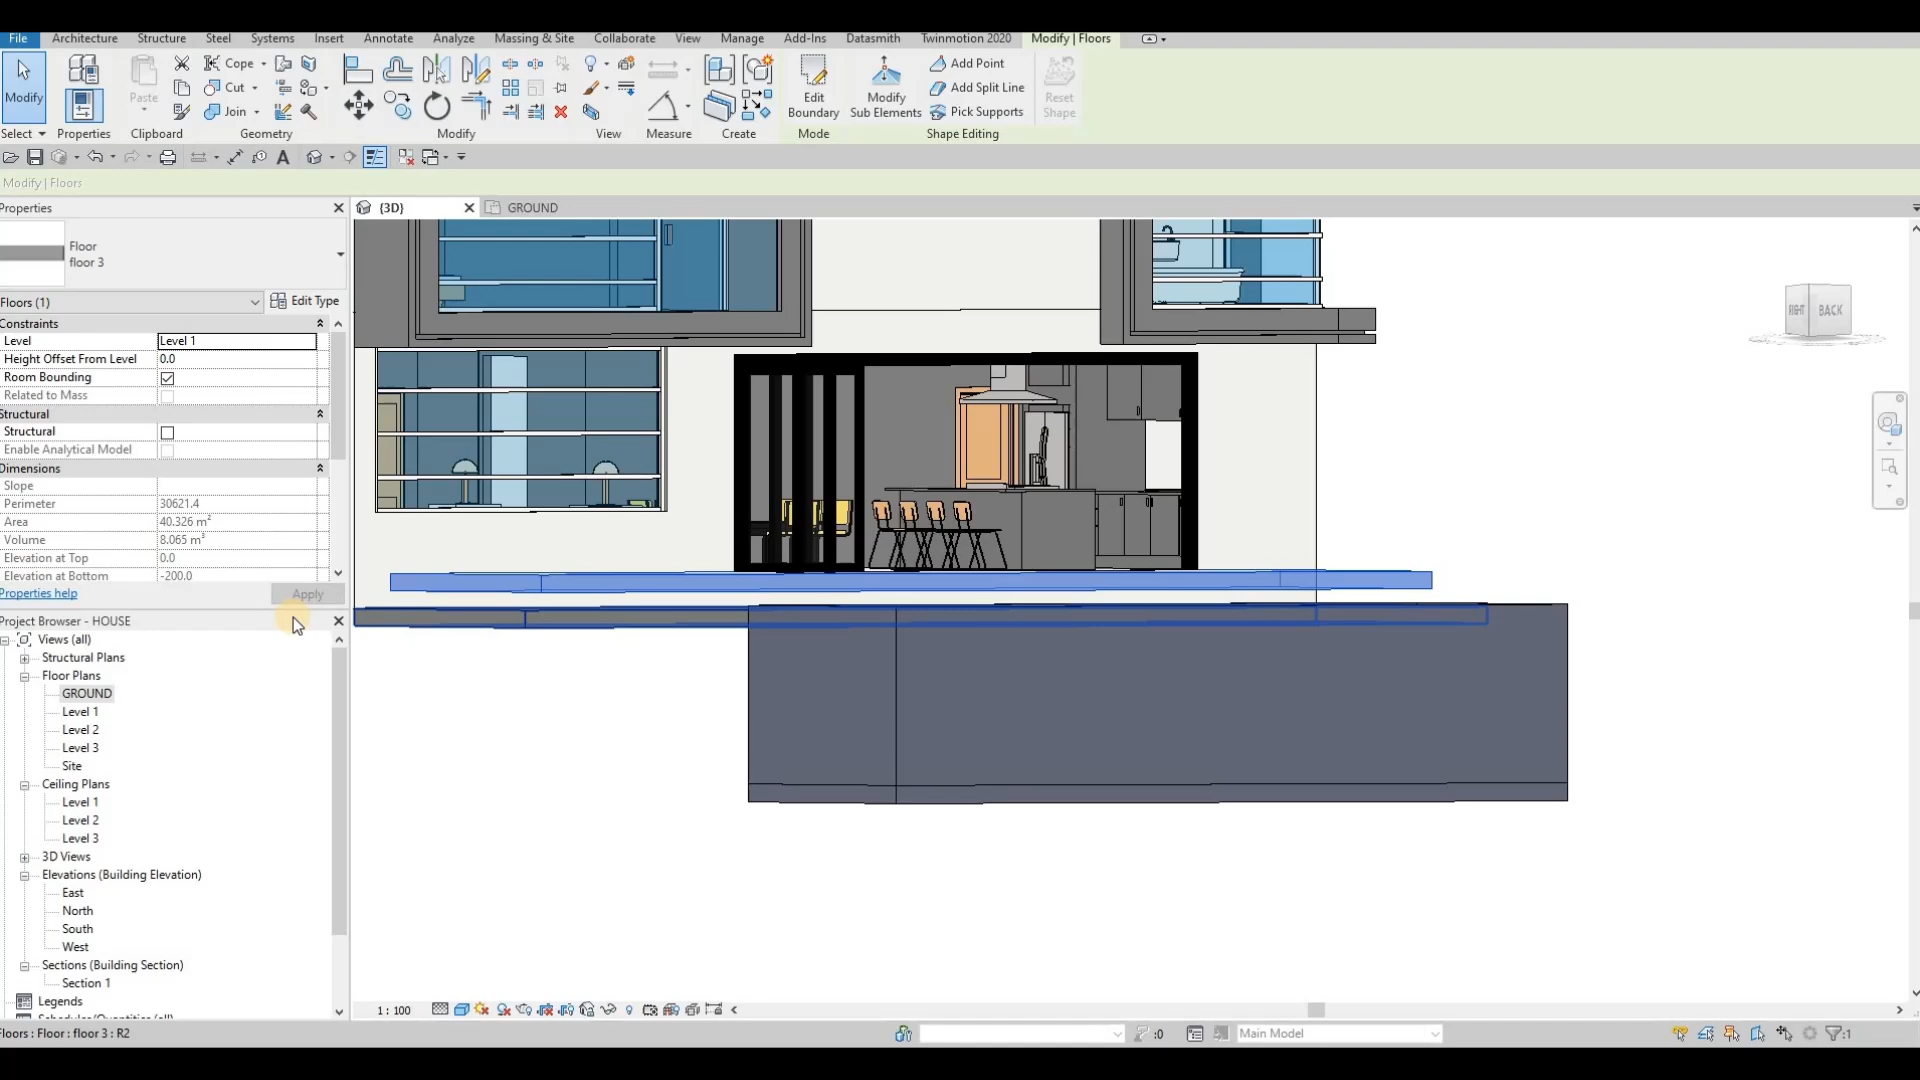 File Architecture Structure Steel Systems Insert Annotate Analyze Massing & Site Collaborate View Manage Add-Ins Datasmith Twinmotion 2020 Modify | Floors
Cope
Add Point
Cut
Add Split Line
Modify
Paste
Edit
Boundary
Modify
Sub Elements
Reset
Shape
Join
Pick Supports
Select Properties Clipboard Geometry Modify View Measure Create Mode Shape Editing
Modify | Floors
Properties
{3D}
GROUND
Floor
floor 3
Floors (1)
Edit Type
Constraints
Level Level 1
Height Offset From Level 0.0
Room Bounding
Related to Mass
Structural
Structural
Enable Analytical Model
Dimensions
Slope
Perimeter 30621.4
Area 40.326 m²
Volume 8.065 m³
Elevation at Top 0.0
Elevation at Bottom -200.0
Properties help
Apply
Project Browser - HOUSE
Views (all)
Structural Plans
Floor Plans
GROUND
Level 1
Level 2
Level 3
Site
Ceiling Plans
Level 1
Level 2
Level 3
3D Views
Elevations (Building Elevation)
East
North
South
West
Sections (Building Section)
Section 1
Legends
RIGHT BACK
1 : 100
Floors : Floor : floor 3 : R2
:0
Main Model
:1